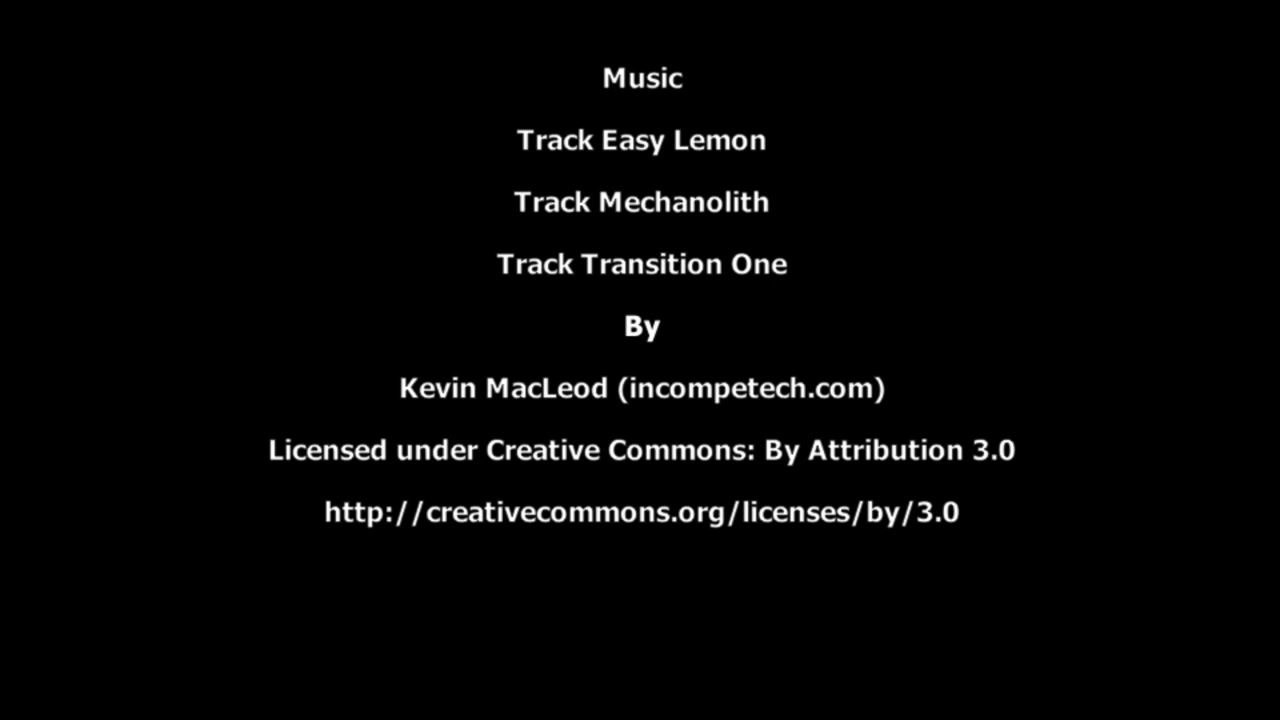 Music
Track Easy Lemon
Track Mechanolith
Track Transition One
By
Kevin MacLeod (incompetech.com)
Licensed under Creative Commons: By Attribution 3.0
http://creativecommons.org/licenses/by/3.0